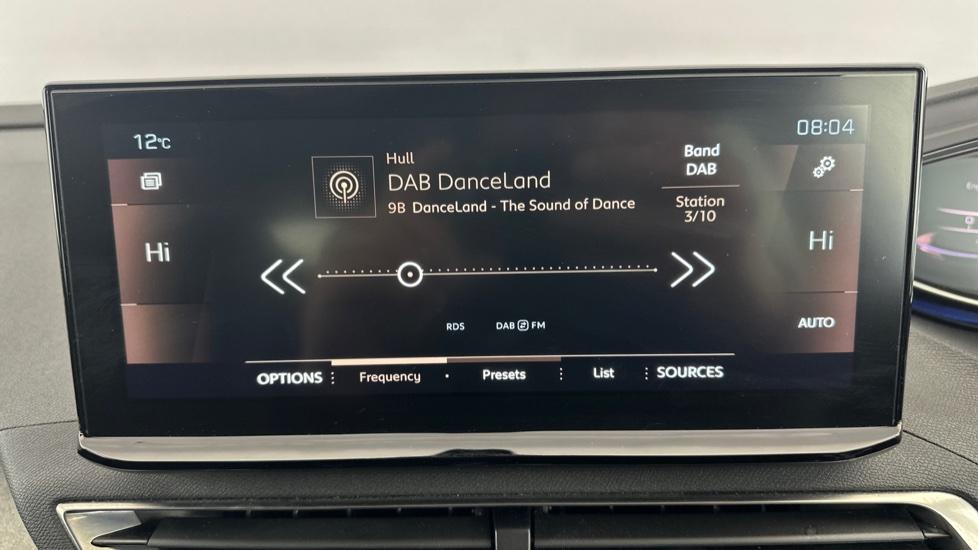 12°C
08:04
Hull
DAB DanceLand
9B DanceLand - The Sound of Dance
Band
DAB
Station
3/10
Hi
Hi
AUTO
RDS
DAB FM
OPTIONS : Frequency · Presets : List : SOURCES